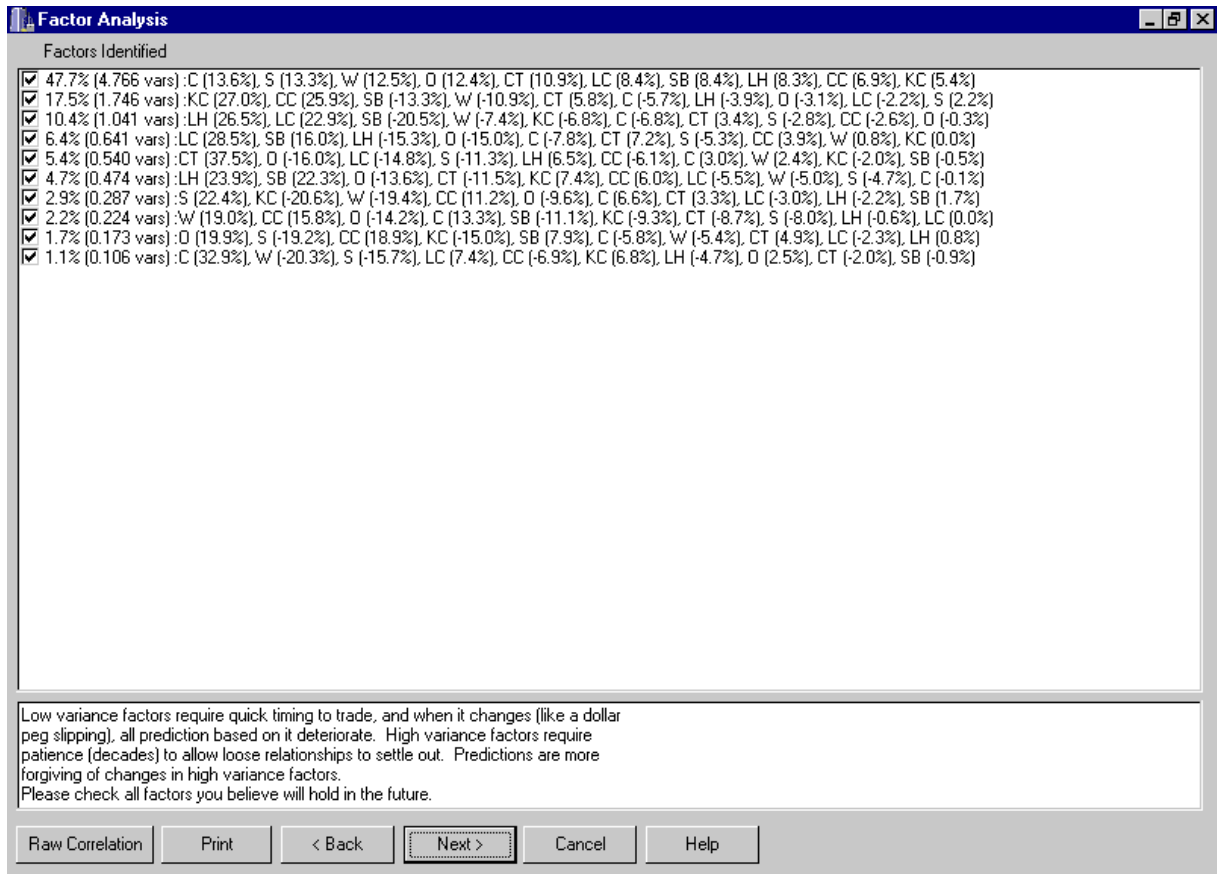 Factor Analysis
Factors Identified
47.7% (4.766 vars) :C (13.6%), S (13.3%), W (12.5%), O (12.4%), CT (10.9%), LC (8.4%), SB (8.4%), LH (8.3%), CC (6.9%), KC (5.4%)
17.5% (1.746 vars) :KC (27.0%), CC (25.9%), SB (-13.3%), W (-10.9%), CT (5.8%), C (-5.7%), LH (-3.9%), O (-3.1%), LC (-2.2%), S (2.2%)
10.4% (1.041 vars) :LH (26.5%), LC (22.9%), SB (-20.5%), W (-7.4%), KC (-6.8%), C (-6.8%), CT (3.4%), S (-2.8%), CC (-2.6%), O (-0.3%)
6.4% (0.641 vars) :LC (28.5%), SB (16.0%), LH (-15.3%), O (-15.0%), C (-7.8%), CT (7.2%), S (-5.3%), CC (3.9%), W (0.8%), KC (0.0%)
5.4% (0.540 vars) :CT (37.5%), O (-16.0%), LC (-14.8%), S (-11.3%), LH (6.5%), CC (-6.1%), C (3.0%), W (2.4%), KC (-2.0%), SB (-0.5%)
4.7% (0.474 vars) :LH (23.9%), SB (22.3%), O (-13.6%), CT (-11.5%), KC (7.4%), CC (6.0%), LC (-5.5%), W (-5.0%), S (-4.7%), C (-0.1%)
2.9% (0.287 vars) :S (22.4%), KC (-20.6%), W (-19.4%), CC (11.2%), O (-9.6%), C (6.6%), CT (3.3%), LC (-3.0%), LH (-2.2%), SB (1.7%)
2.2% (0.224 vars) :W (19.0%), CC (15.8%), O (-14.2%), C (13.3%), SB (-11.1%), KC (-9.3%), CT (-8.7%), S (-8.0%), LH (-0.6%), LC (0.0%)
1.7% (0.173 vars) :O (19.9%), S (-19.2%), CC (18.9%), KC (-15.0%), SB (7.9%), C (-5.8%), W (-5.4%), CT (4.9%), LC (-2.3%), LH (0.8%)
1.1% (0.106 vars) :C (32.9%), W (-20.3%), S (-15.7%), LC (7.4%), CC (-6.9%), KC (6.8%), LH (-4.7%), O (2.5%), CT (-2.0%), SB (-0.9%)
Low variance factors require quick timing to trade, and when it changes (like a dollar
peg slipping), all prediction based on it deteriorate.  High variance factors require
patience (decades) to allow loose relationships to settle out.  Predictions are more
forgiving of changes in high variance factors.
Please check all factors you believe will hold in the future.
Raw Correlation Print < Back Next > Cancel Help